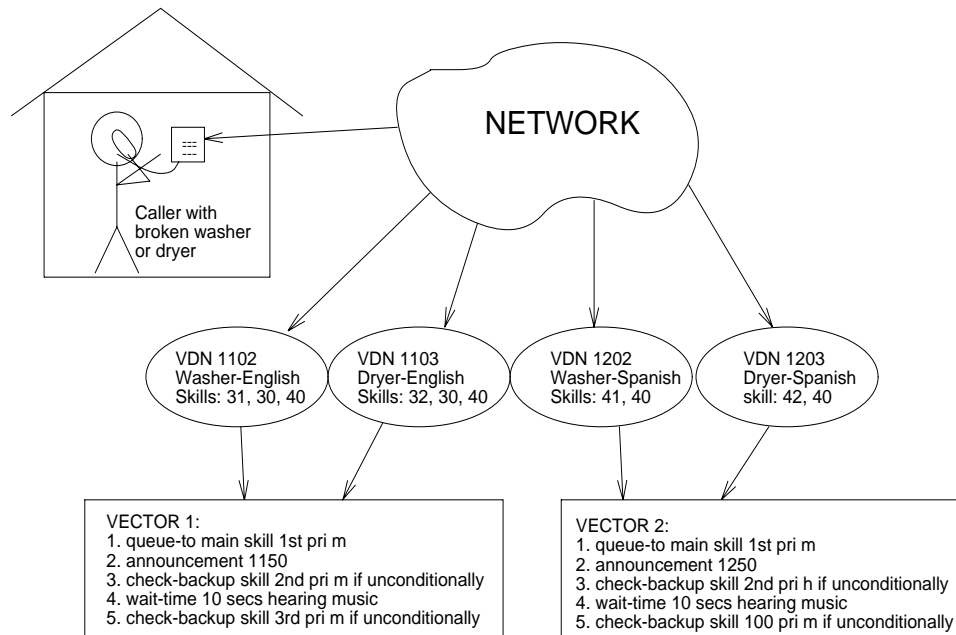 NETWORK
Caller with
broken washer
or dryer
VDN 1102
Washer-English
Skills: 31, 30, 40
VDN 1103
Dryer-English
Skills: 32, 30, 40
VDN 1202
Washer-Spanish
Skills: 41, 40
VDN 1203
Dryer-Spanish
skill: 42, 40
VECTOR 1:
1. queue-to main skill 1st pri m
2. announcement 1150
3. check-backup skill 2nd pri m if unconditionally
4. wait-time 10 secs hearing music
5. check-backup skill 3rd pri m if unconditionally
VECTOR 2:
1. queue-to main skill 1st pri m
2. announcement 1250
3. check-backup skill 2nd pri h if unconditionally
4. wait-time 10 secs hearing music
5. check-backup skill 100 pri m if unconditionally